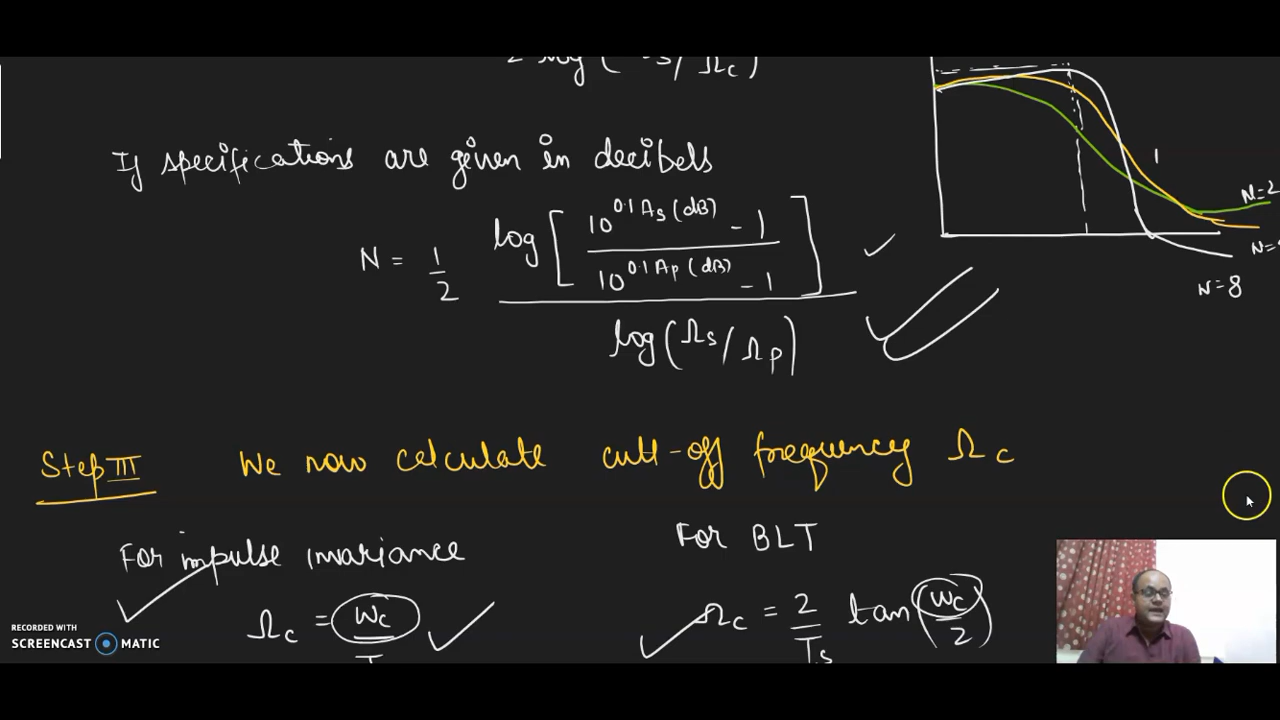 If specifications are given in decibels
N = 1/2 log [ (10^0.1 As (dB) - 1) / (10^0.1 Ap (dB) - 1) ] / log (Ωs / Ωp)
N=2
N=8
Step III We now calculate cutt-off frequency Ωc
For impulse invariance
Ωc = wc /
For BLT
Ωc = 2/Ts tan (wc/2)
RECORDED WITH
SCREENCAST MATIC